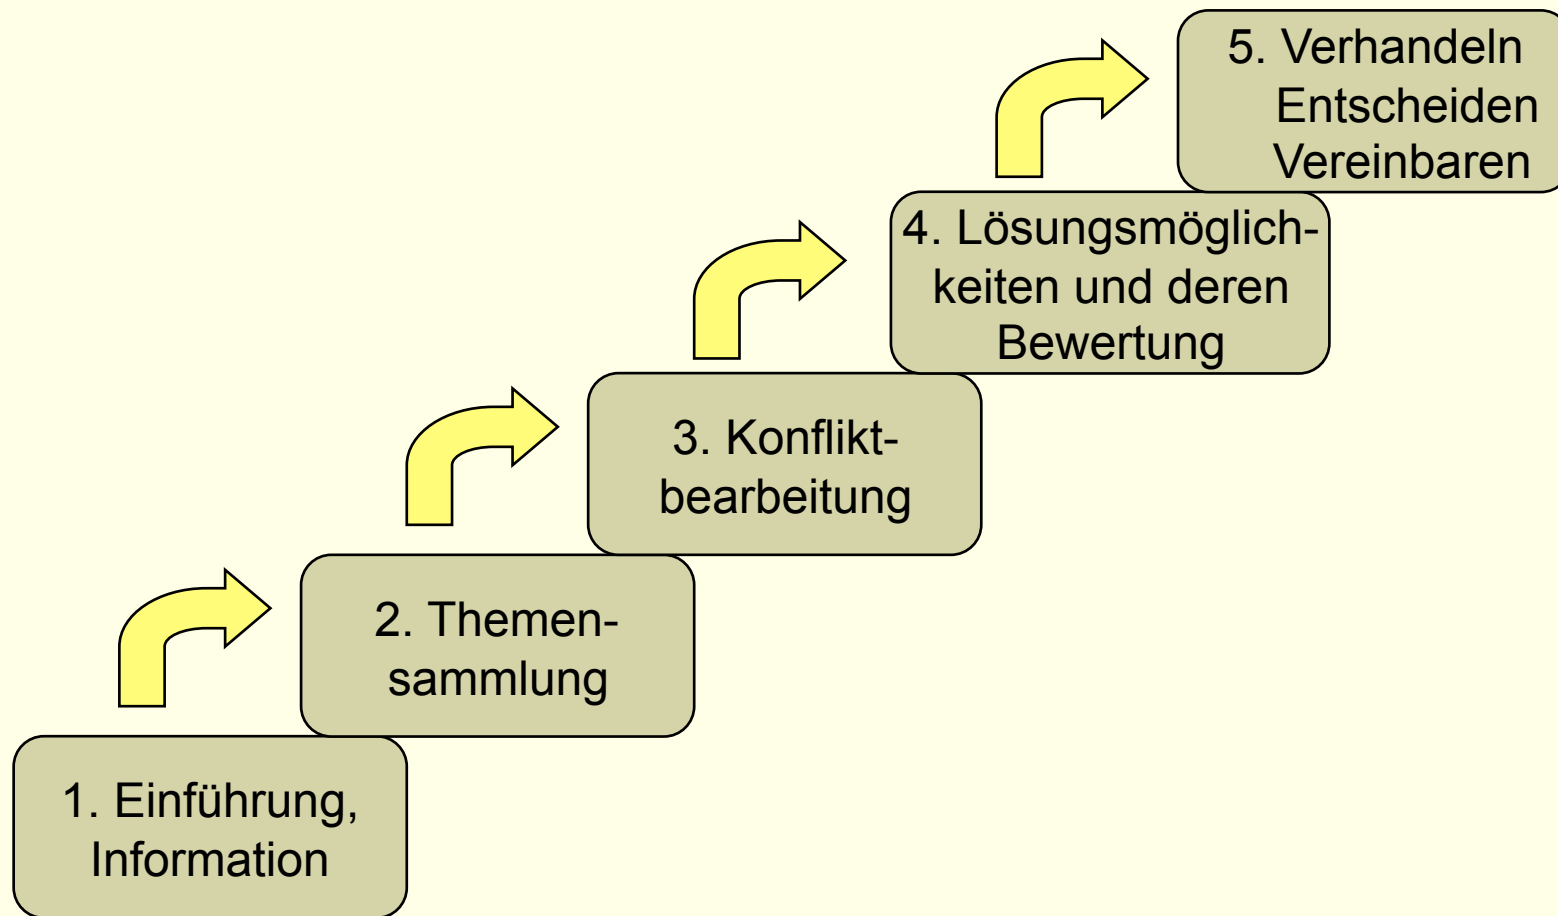 5. Verhandeln
Entscheiden
Vereinbaren
4. Lösungsmöglich-
keiten und deren
Bewertung
3. Konflikt-
bearbeitung
2. Themen-
sammlung
1. Einführung,
Information